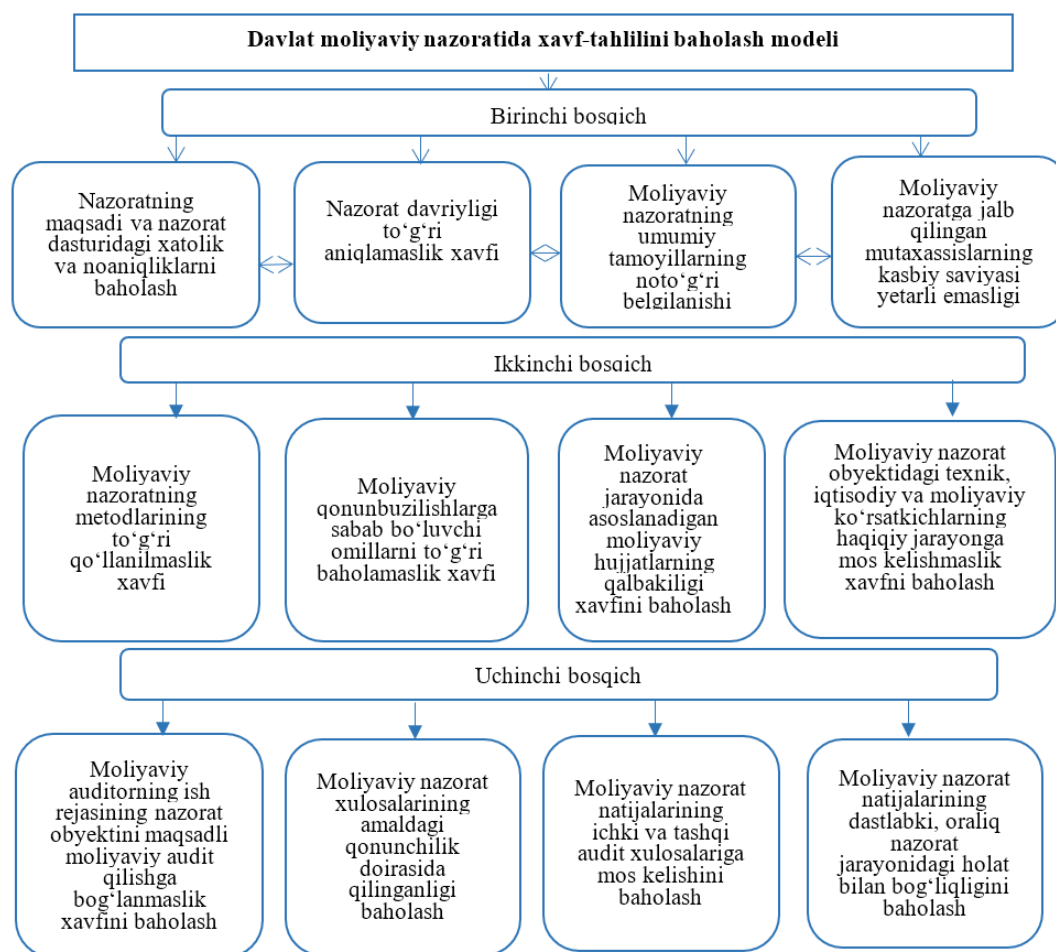 Davlat moliyaviy nazoratida xavf-tahlilini baholash modeli
Birinchi bosqich
Nazoratning
maqsadi va nazorat
dasturidagi xatolik
va noaniqliklarni
baholash
Nazorat davriyligi
to‘g‘ri
aniqlamaslik xavfi
Moliyaviy
nazoratning
umumiy
tamoyillarning
noto‘g‘ri
belgilanishi
Moliyaviy
nazoratga jalb
qilingan
mutaxassislarning
kasbiy saviyasi
yetarli emasligi
Ikkinchi bosqich
Moliyaviy
nazoratning
metodlarining
to‘g‘ri
qo‘llanilmaslik
xavfi
Moliyaviy
qonunbuzilishlarga
sabab bo‘luvchi
omillarni to‘g‘ri
baholamaslik xavfi
Moliyaviy
nazorat
jarayonida
asoslanadigan
moliyaviy
hujjatlarning
qalbakiligi
xavfini baholash
Moliyaviy nazorat
obyektidagi texnik,
iqtisodiy va moliyaviy
ko‘rsatkichlarning
haqiqiy jarayonga
mos kelishmaslik
xavfni baholash
Uchinchi bosqich
Moliyaviy
auditorning ish
rejasining nazorat
obyektini maqsadli
moliyaviy audit
qilishga
bog‘lanmaslik
xavfini baholash
Moliyaviy nazorat
xulosalarining
amaldagi
qonunchilik
doirasida
qilinganligi
baholash
Moliyaviy nazorat
natijalarining
ichki va tashqi
audit xulosalariga
mos kelishini
baholash
Moliyaviy nazorat
natijalarining
dastlabki, oraliq
nazorat
jarayonidagi holat
bilan bog‘liqligini
baholash